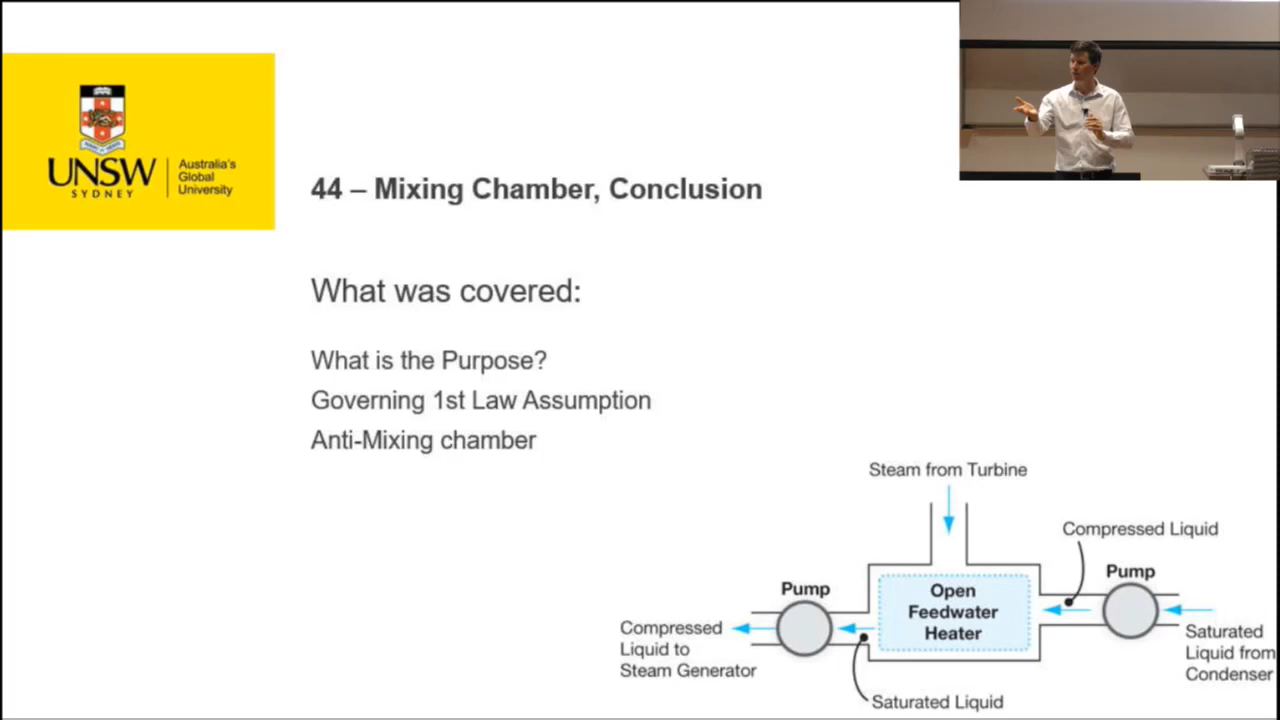 UNSW
SYDNEY
Australia's
Global
University
44 – Mixing Chamber, Conclusion
What was covered:
What is the Purpose?
Governing 1st Law Assumption
Anti-Mixing chamber
Steam from Turbine
Compressed Liquid
Pump
Pump
Open
Feedwater
Heater
Compressed
Liquid to
Steam Generator
Saturated
Liquid from
Condenser
Saturated Liquid